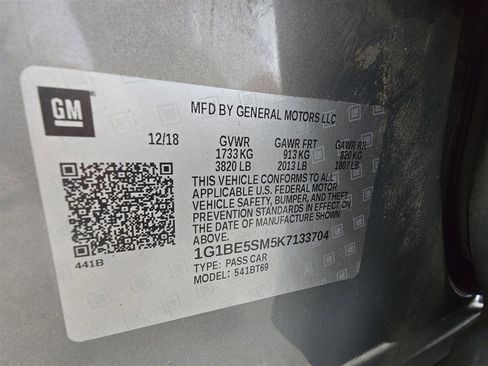 GM
MFD BY GENERAL MOTORS LLC
12/18 GVWR GAWR FRT GAWR RR
1733 KG 913 KG 820 KG
3820 LB 2013 LB 1807 LB
THIS VEHICLE CONFORMS TO ALL
APPLICABLE U.S. FEDERAL MOTOR
VEHICLE SAFETY, BUMPER, AND THEFT
PREVENTION STANDARDS IN EFFECT ON
THE DATE OF MANUFACTURE SHOWN ABOVE.
1G1BE5SM5K7133704
441B
TYPE: PASS CAR
MODEL: 541BT69